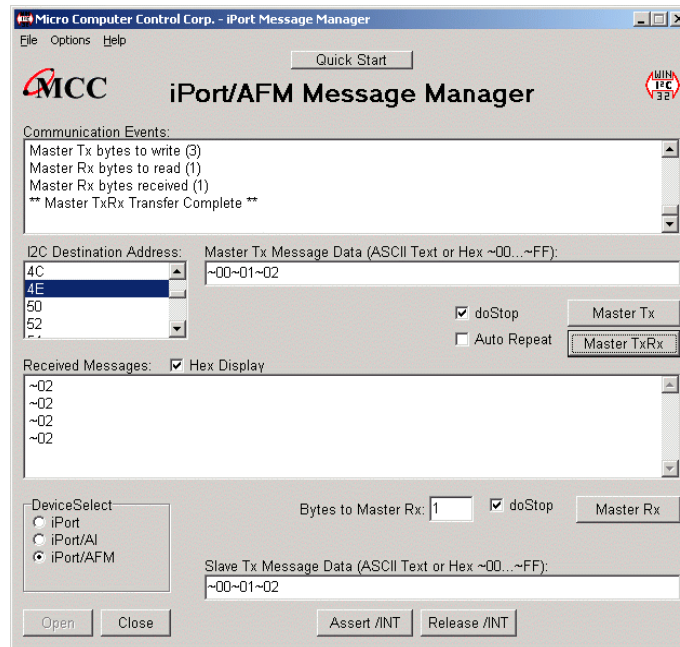 Micro Computer Control Corp. - iPort Message Manager
File Options Help
Quick Start
MCC
iPort/AFM Message Manager
WIN
I²C
32
Communication Events:
Master Tx bytes to write (3)
Master Rx bytes to read (1)
Master Rx bytes received (1)
** Master TxRx Transfer Complete **
I2C Destination Address:
Master Tx Message Data (ASCII Text or Hex ~00...~FF):
4C
~00~01~02
4E
50
52
doStop
Master Tx
Auto Repeat
Master TxRx
Received Messages:
Hex Display
~02
~02
~02
~02
DeviceSelect
iPort
iPort/AI
iPort/AFM
Bytes to Master Rx: 1
doStop
Master Rx
Slave Tx Message Data (ASCII Text or Hex ~00...~FF):
~00~01~02
Open
Close
Assert /INT
Release /INT